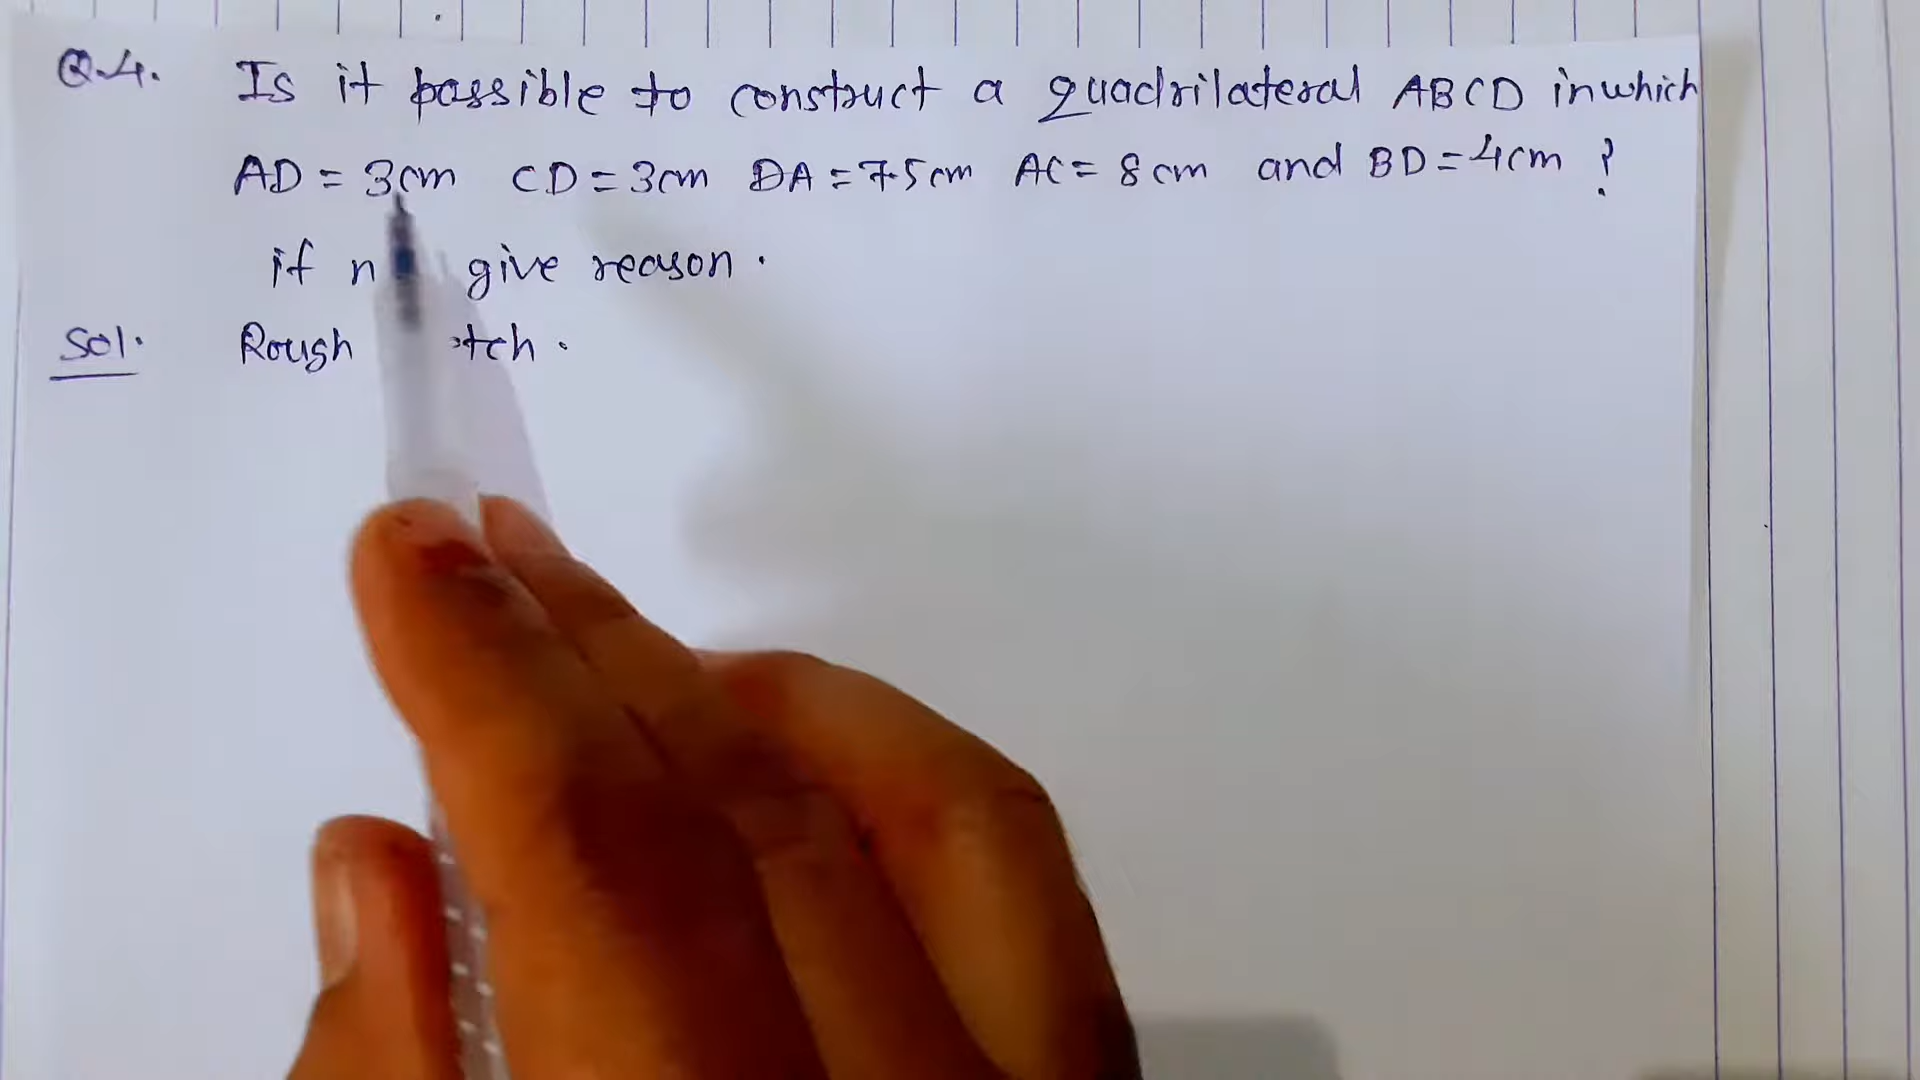 Q.4. Is it possible to construct a quadrilateral ABCD in which
AD = 3cm CD = 3cm DA = 7.5cm AC = 8cm and BD = 4cm ?
if give reason.
Sol. Rough